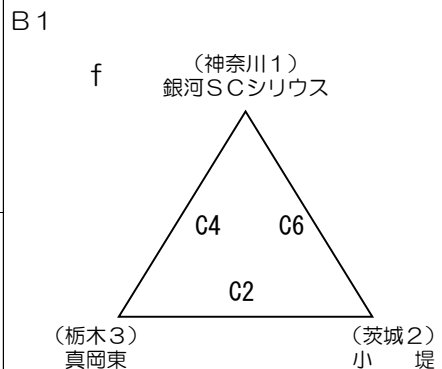 Ｂ１
ｆ
（神奈川１）
銀河ＳＣシリウス
C4
C6
C2
（栃木３）
真岡東
（茨城２）
小　　堤